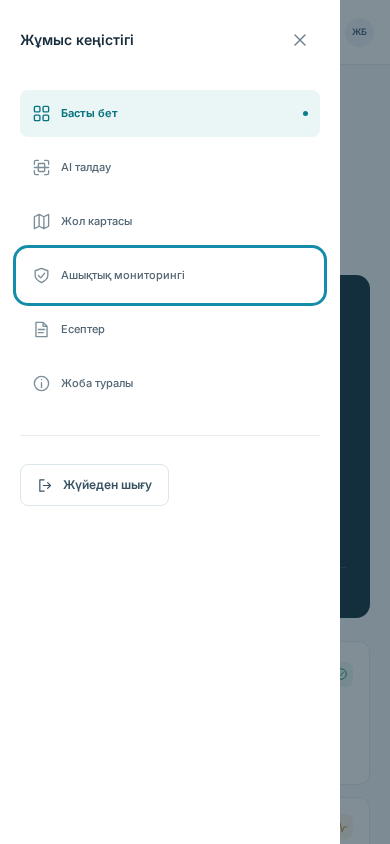 Жұмыс кеңістігі
ЖБ
Басты бет
AI талдау
Жол картасы
Ашықтық мониторингі
Есептер
Жоба туралы
Жүйеден шығу